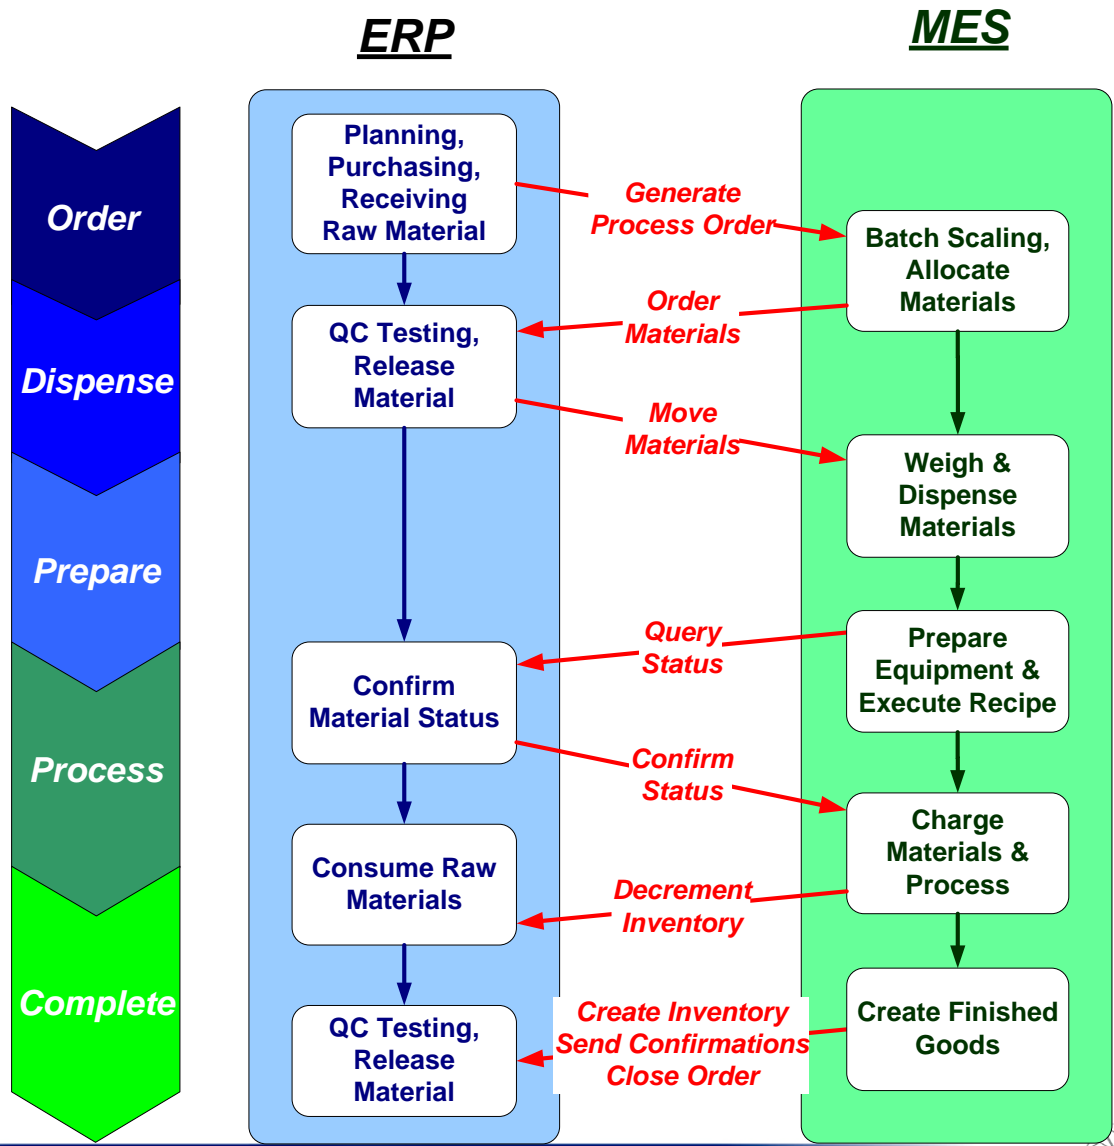 ERP
MES
Order
Dispense
Prepare
Process
Complete
Planning,
Purchasing,
Receiving
Raw Material
QC Testing,
Release
Material
Confirm
Material Status
Consume Raw
Materials
QC Testing,
Release
Material
Generate
Process Order
Order
Materials
Move
Materials
Query
Status
Confirm
Status
Decrement
Inventory
Create Inventory
Send Confirmations
Close Order
Batch Scaling,
Allocate
Materials
Weigh &
Dispense
Materials
Prepare
Equipment &
Execute Recipe
Charge
Materials &
Process
Create Finished
Goods